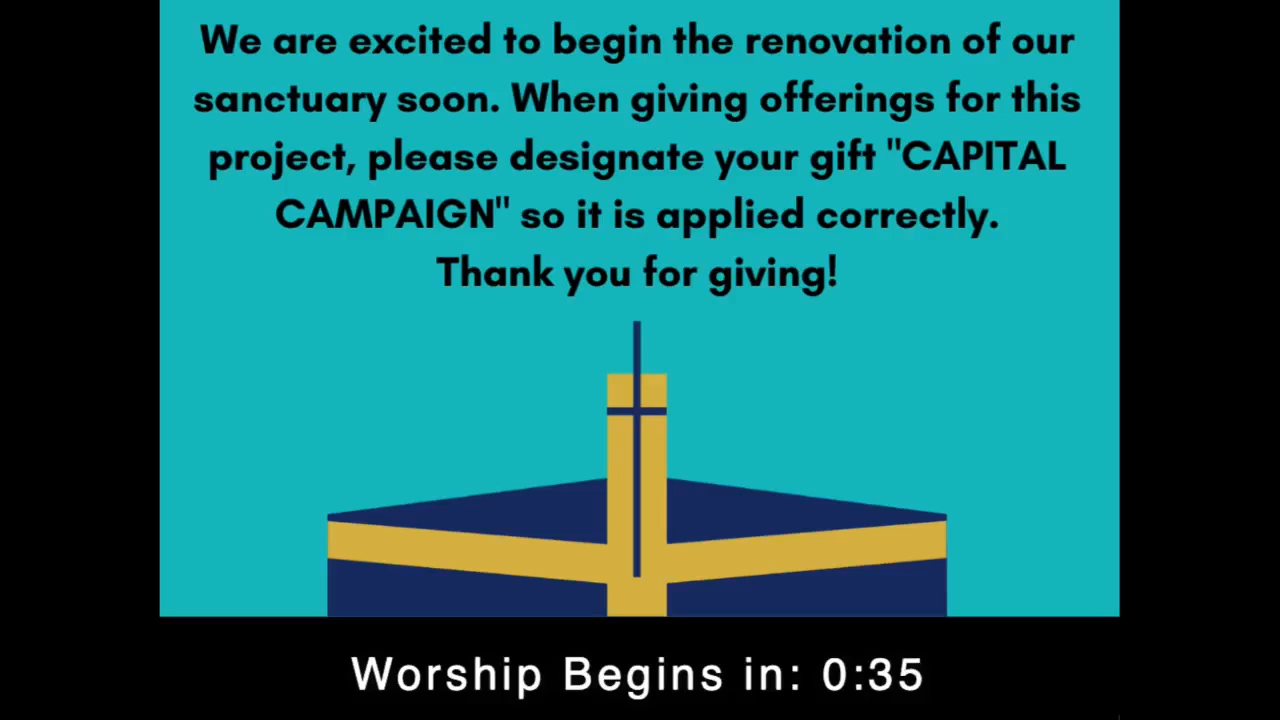 We are excited to begin the renovation of our
sanctuary soon. When giving offerings for this
project, please designate your gift "CAPITAL
CAMPAIGN" so it is applied correctly.
Thank you for giving!
Worship Begins in: 0:35